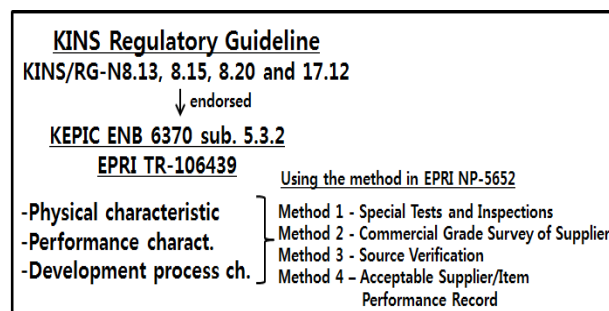 KINS Regulatory Guideline
KINS/RG-N8.13, 8.15, 8.20 and 17.12
endorsed
KEPIC ENB 6370 sub. 5.3.2
EPRI TR-106439
Using the method in EPRI NP-5652
-Physical characteristic
-Performance charact.
-Development process ch.
Method 1 - Special Tests and Inspections
Method 2 - Commercial Grade Survey of Supplier
Method 3 - Source Verification
Method 4 – Acceptable Supplier/Item
Performance Record